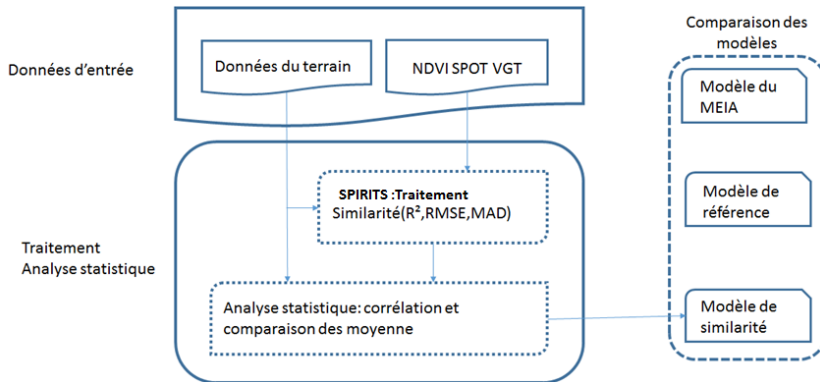 Comparaison des
modèles
Données d'entrée
Données du terrain
NDVI SPOT VGT
Modèle du
MEIA
SPIRITS :Traitement
Similarité(R²,RMSE,MAD)
Modèle de
référence
Traitement
Analyse statistique
Analyse statistique: corrélation et
comparaison des moyenne
Modèle de
similarité